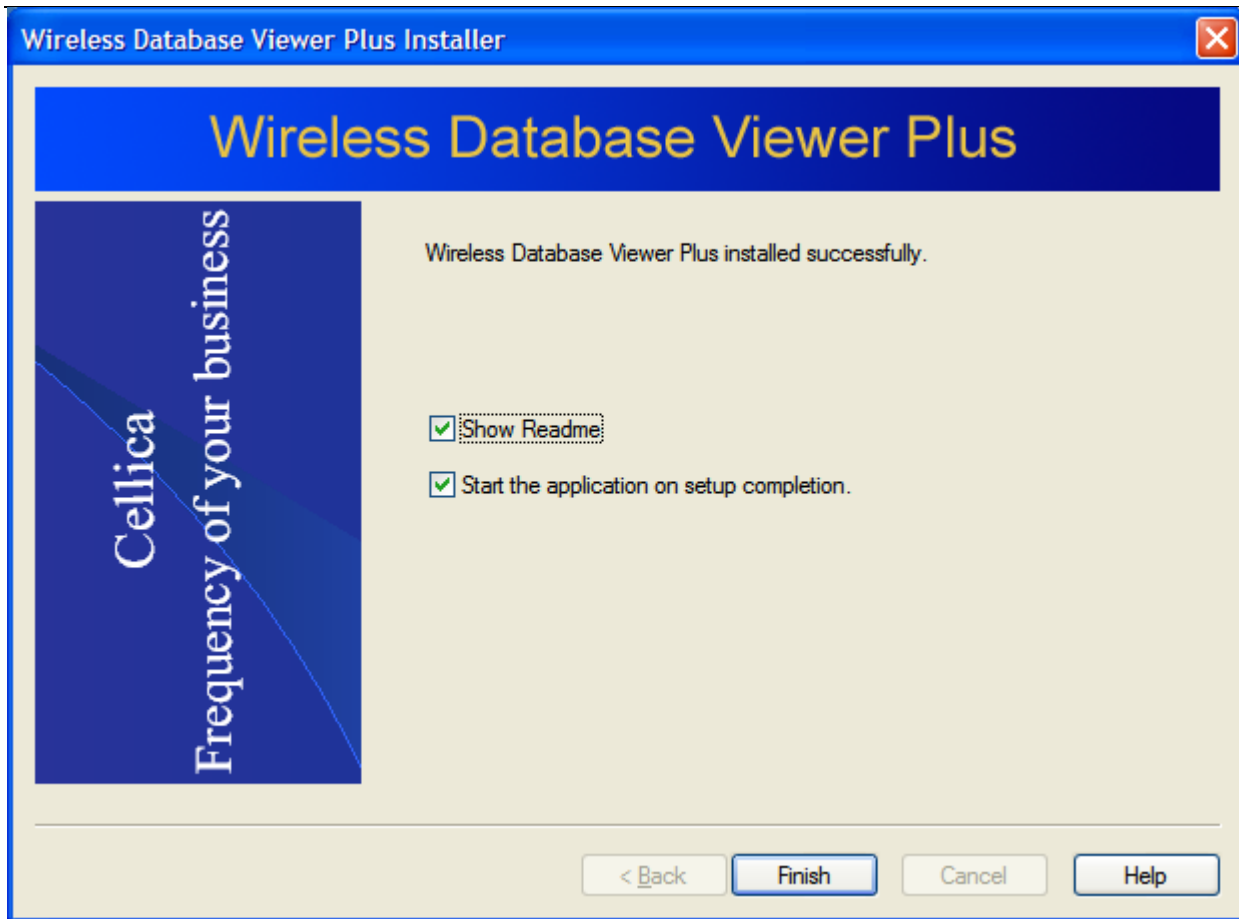 Wireless Database Viewer Plus Installer
Wireless Database Viewer Plus
Cellica
Frequency of your business
Wireless Database Viewer Plus installed successfully.
Show Readme
Start the application on setup completion.
< Back
Finish
Cancel
Help